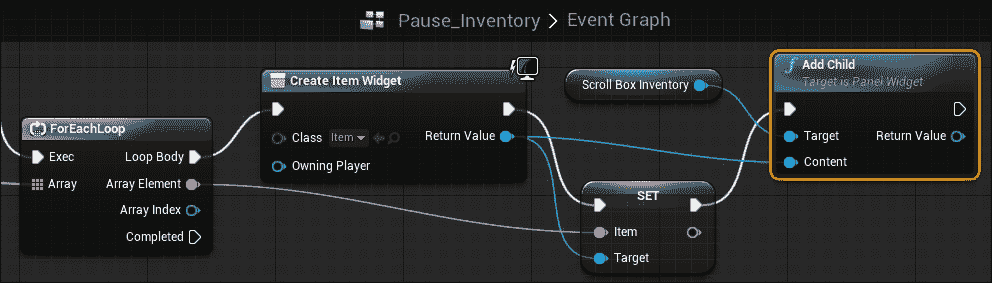 Pause_Inventory > Event Graph
ForEachLoop
Exec Loop Body
Array Array Element
Array Index
Completed
Create Item Widget
Class Item
Return Value
Owning Player
Scroll Box Inventory
SET
Item
Target
f Add Child
Target is Panel Widget
Target Return Value
Content